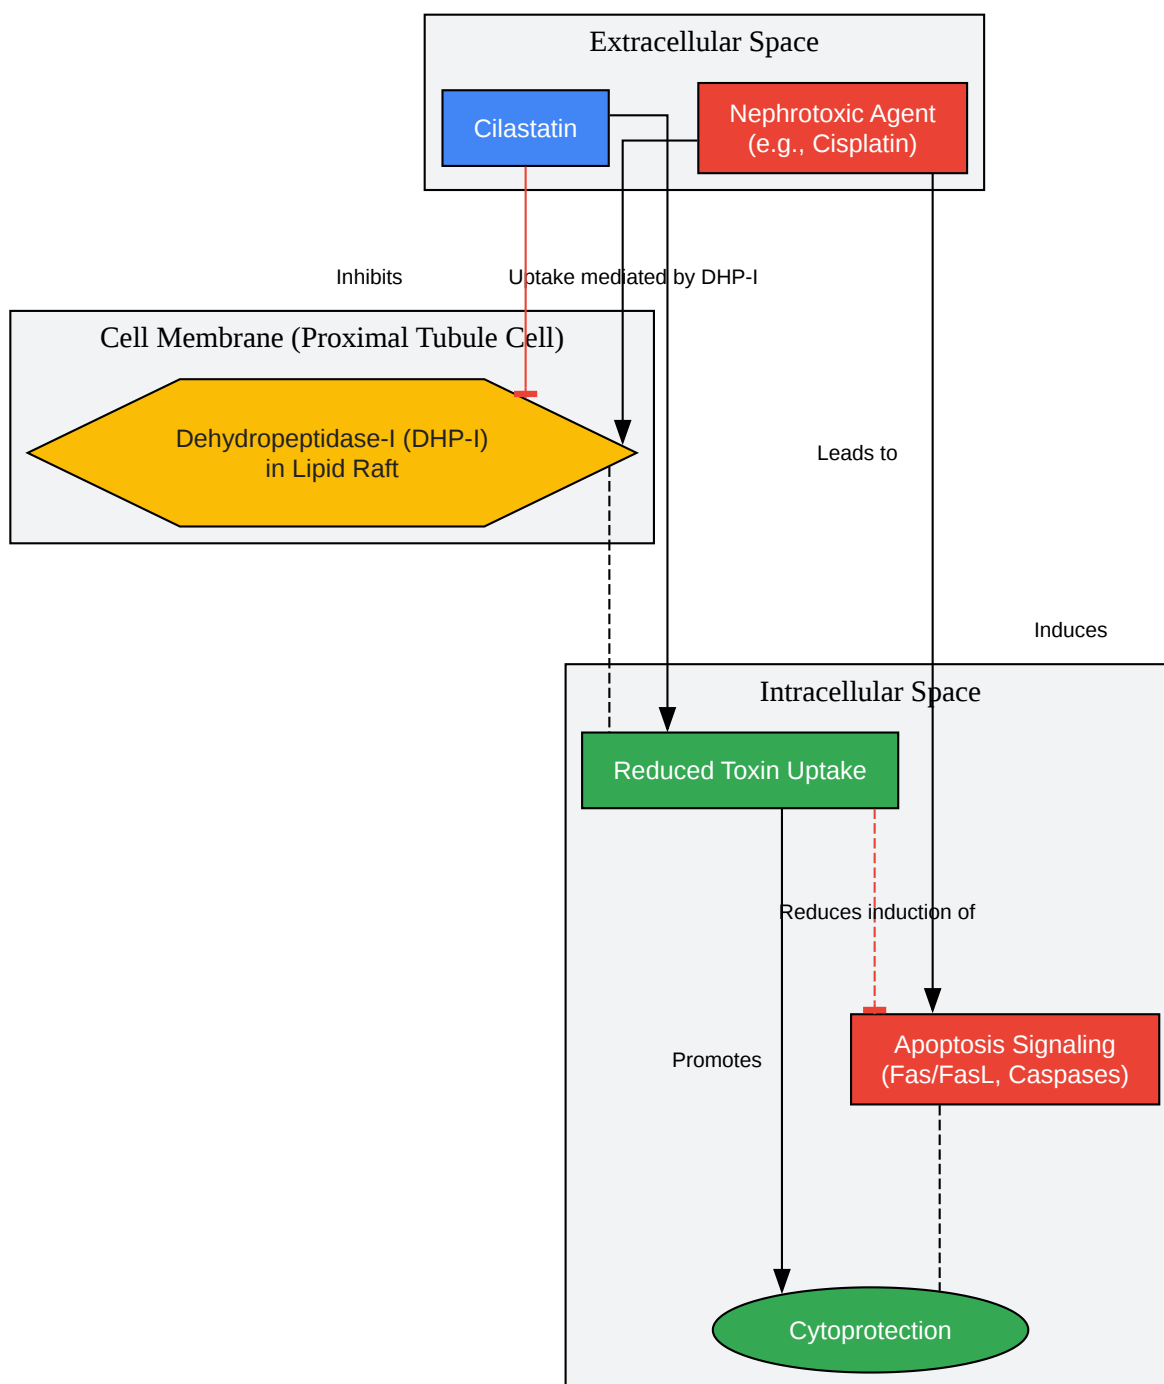 Extracellular Space
Cilastatin
Nephrotoxic Agent
(e.g., Cisplatin)
Inhibits
Uptake mediated by DHP-I
Cell Membrane (Proximal Tubule Cell)
Dehydropeptidase-I (DHP-I)
in Lipid Raft
Leads to
Induces
Intracellular Space
Reduced Toxin Uptake
Reduces induction of
Promotes
Apoptosis Signaling
(Fas/FasL, Caspases)
Cytoprotection